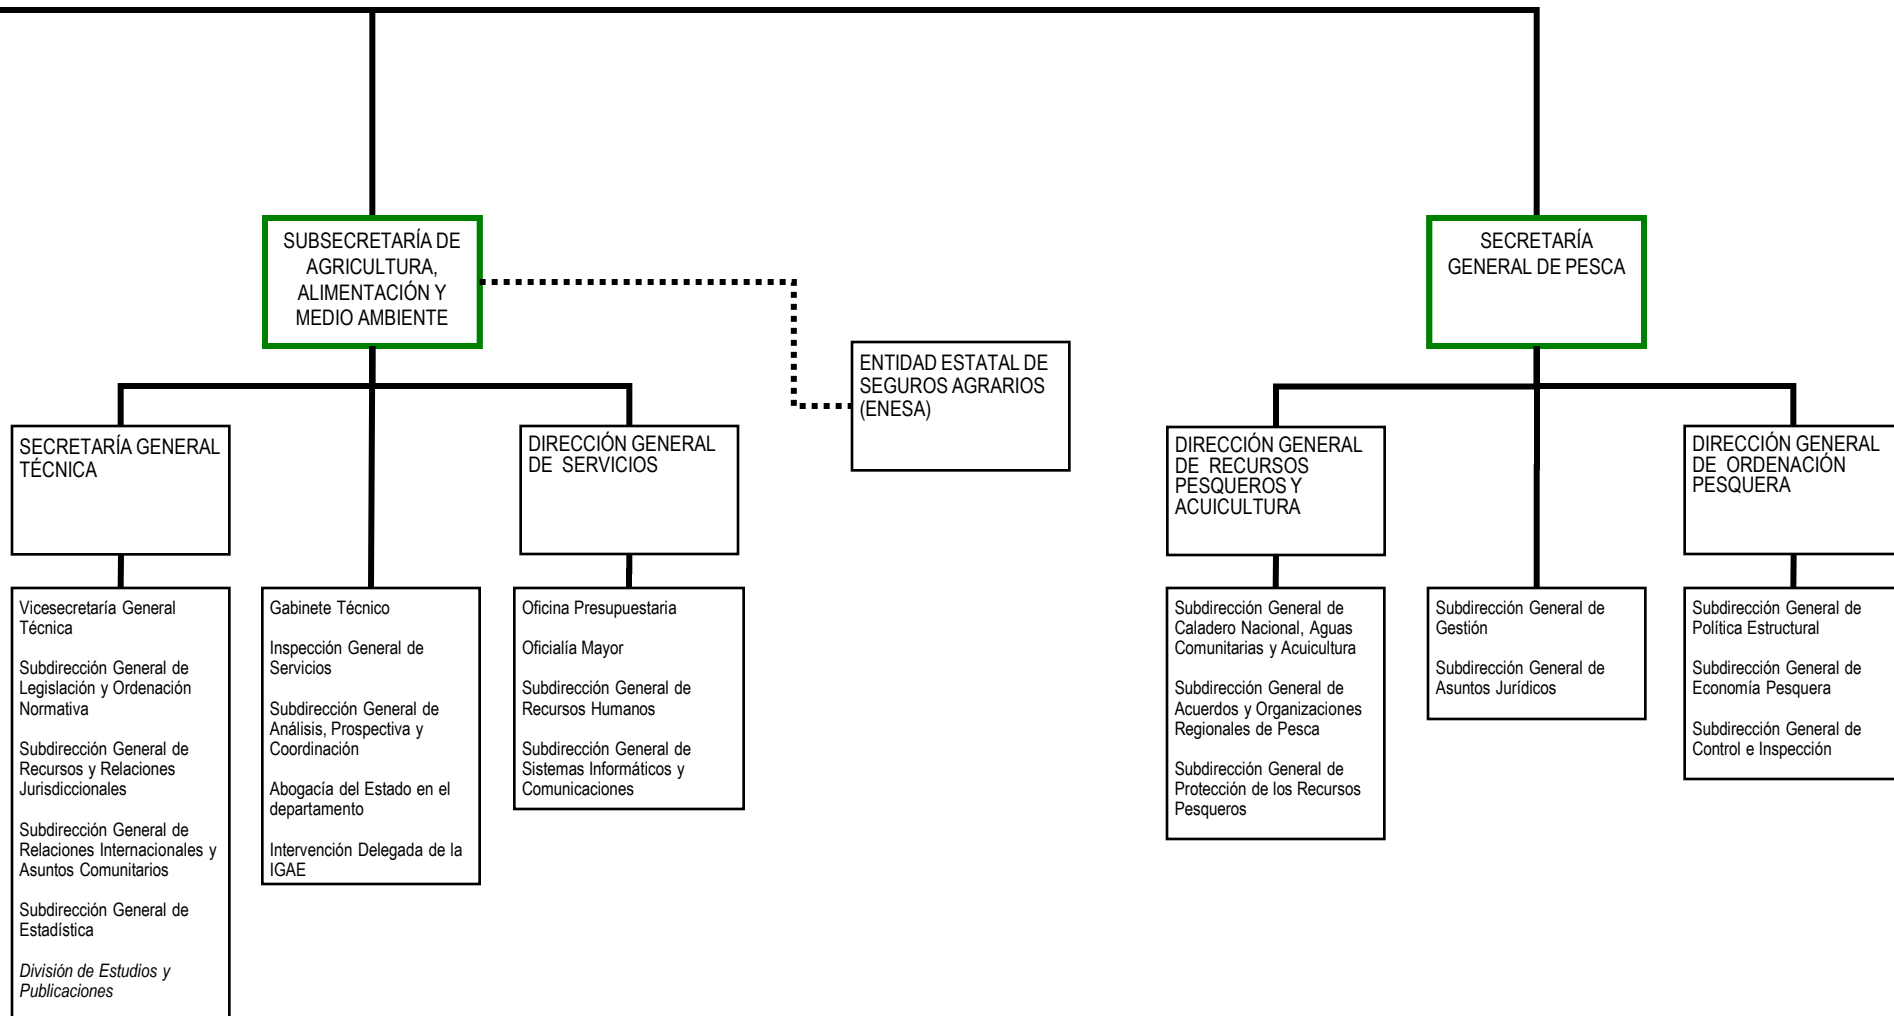 SUBSECRETARÍA DE
AGRICULTURA,
ALIMENTACIÓN Y
MEDIO AMBIENTE
SECRETARÍA
GENERAL DE PESCA
ENTIDAD ESTATAL DE
SEGUROS AGRARIOS
(ENESA)
SECRETARÍA GENERAL
TÉCNICA
DIRECCIÓN GENERAL
DE SERVICIOS
DIRECCIÓN GENERAL
DE RECURSOS
PESQUEROS Y
ACUICULTURA
DIRECCIÓN GENERAL
DE ORDENACIÓN
PESQUERA
Vicesecretaría General
Técnica
Subdirección General de
Legislación y Ordenación
Normativa
Subdirección General de
Recursos y Relaciones
Jurisdiccionales
Subdirección General de
Relaciones Internacionales y
Asuntos Comunitarios
Subdirección General de
Estadística
División de Estudios y
Publicaciones
Gabinete Técnico
Inspección General de
Servicios
Subdirección General de
Análisis, Prospectiva y
Coordinación
Abogacía del Estado en el
departamento
Intervención Delegada de la
IGAE
Oficina Presupuestaria
Oficialía Mayor
Subdirección General de
Recursos Humanos
Subdirección General de
Sistemas Informáticos y
Comunicaciones
Subdirección General de
Caladero Nacional, Aguas
Comunitarias y Acuicultura
Subdirección General de
Acuerdos y Organizaciones
Regionales de Pesca
Subdirección General de
Protección de los Recursos
Pesqueros
Subdirección General de
Gestión
Subdirección General de
Asuntos Jurídicos
Subdirección General de
Política Estructural
Subdirección General de
Economía Pesquera
Subdirección General de
Control e Inspección